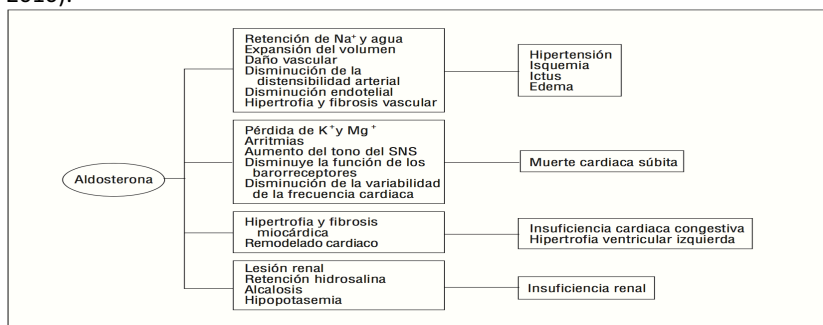 Retención de Na⁺ y agua
Expansión del volumen
Daño vascular
Disminución de la
distensibilidad arterial
Disminución endotelial
Hipertrofia y fibrosis vascular
Hipertensión
Isquemia
Ictus
Edema
Aldosterona
Pérdida de K⁺ y Mg⁺
Arritmias
Aumento del tono del SNS
Disminuye la función de los
barorreceptores
Disminución de la variabilidad
de la frecuencia cardiaca
Muerte cardiaca súbita
Hipertrofia y fibrosis
miocárdica
Remodelado cardiaco
Insuficiencia cardiaca congestiva
Hipertrofia ventricular izquierda
Lesión renal
Retención hidrosalina
Alcalosis
Hipopotasemia
Insuficiencia renal